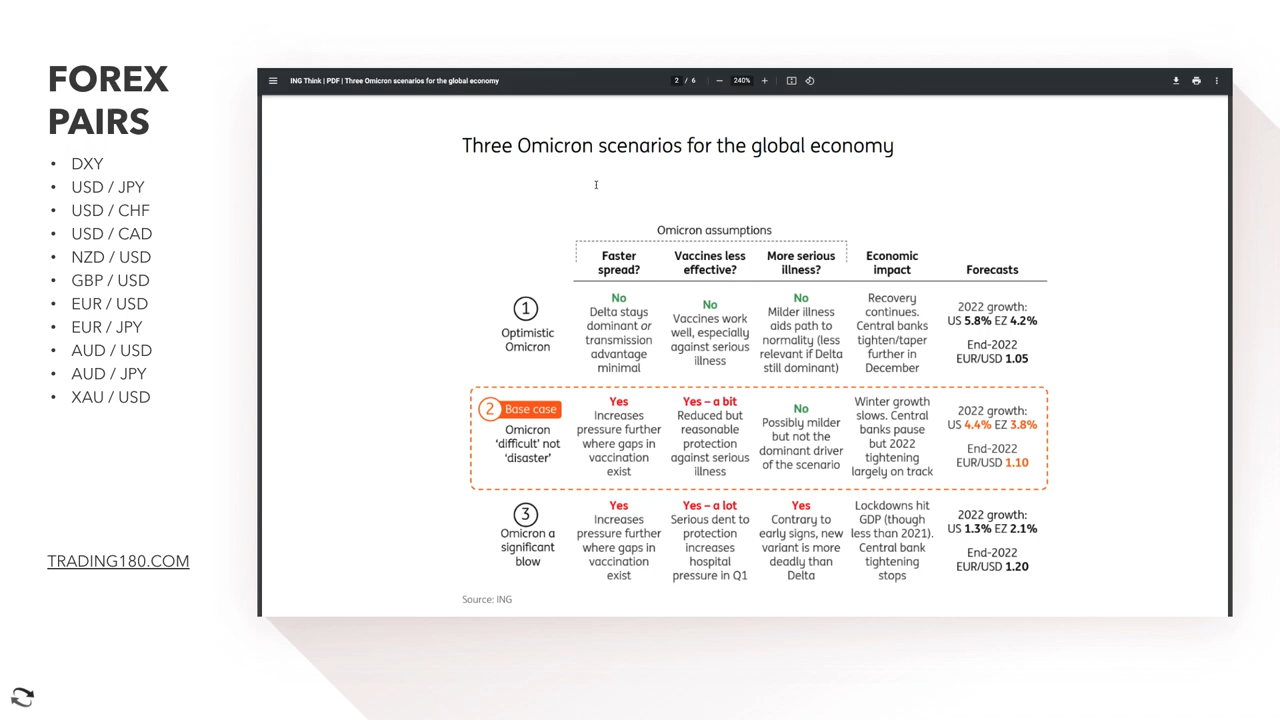 FOREX
PAIRS
• DXY
• USD / JPY
• USD / CHF
• USD / CAD
• NZD / USD
• GBP / USD
• EUR / USD
• EUR / JPY
• AUD / USD
• AUD / JPY
• XAU / USD
TRADING180.COM
ING Think | PDF | Three Omicron scenarios for the global economy
2 / 6
240%
Three Omicron scenarios for the global economy
Omicron assumptions
Faster
spread?
Vaccines less
effective?
More serious
illness?
Economic
impact
Forecasts
1
Optimistic
Omicron
No
Delta stays
dominant or
transmission
advantage
minimal
No
Vaccines work
well, especially
against serious
illness
No
Milder illness
aids path to
normality (less
relevant if Delta
still dominant)
Recovery
continues.
Central banks
tighten/taper
further in
December
2022 growth:
US 5.8% EZ 4.2%
End-2022
EUR/USD 1.05
2 Base case
Omicron
'difficult' not
'disaster'
Yes
Increases
pressure further
where gaps in
vaccination
exist
Yes – a bit
Reduced but
reasonable
protection
against serious
illness
No
Possibly milder
but not the
dominant driver
of the scenario
Winter growth
slows. Central
banks pause
but 2022
tightening
largely on track
2022 growth:
US 4.4% EZ 3.8%
End-2022
EUR/USD 1.10
3
Omicron a
significant
blow
Yes
Increases
pressure further
where gaps in
vaccination
exist
Yes – a lot
Serious dent to
protection
increases
hospital
pressure in Q1
Yes
Contrary to
early signs, new
variant is more
deadly than
Delta
Lockdowns hit
GDP (though
less than 2021).
Central bank
tightening
stops
2022 growth:
US 1.3% EZ 2.1%
End-2022
EUR/USD 1.20
Source: ING